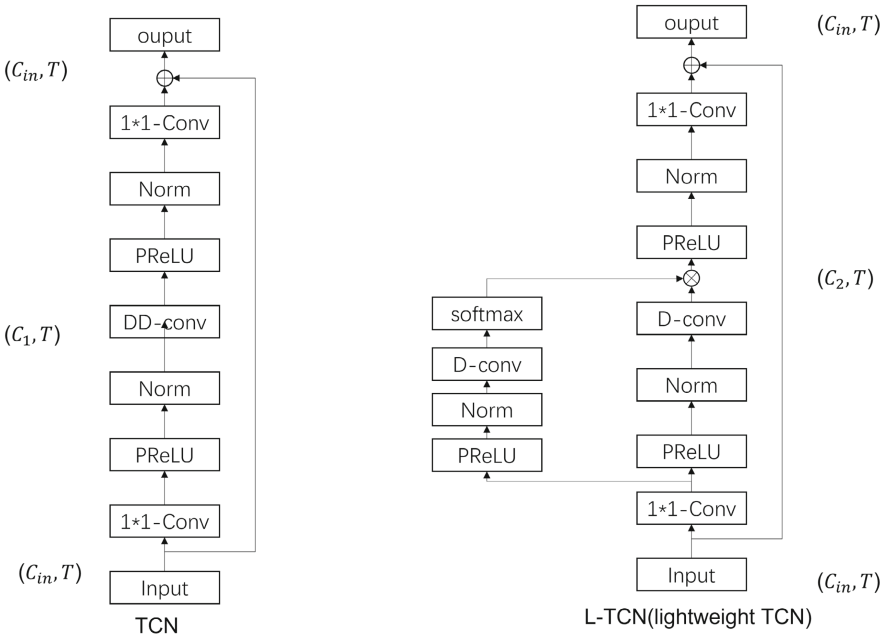 ouput
(C_in, T)
1*1-Conv
Norm
PReLU
DD-conv
(C_1, T)
Norm
PReLU
1*1-Conv
(C_in, T)
Input
TCN
ouput
(C_in, T)
1*1-Conv
Norm
PReLU
(C_2, T)
softmax
D-conv
D-conv
Norm
Norm
PReLU
PReLU
1*1-Conv
Input
(C_in, T)
L-TCN(lightweight TCN)